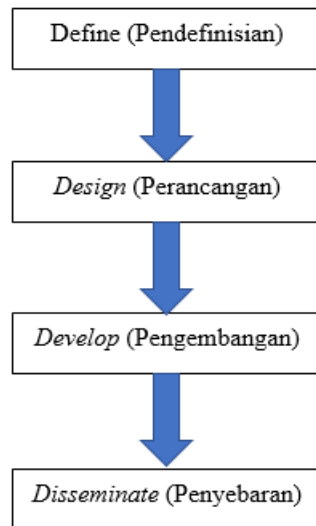 Define (Pendefinisian)
Design (Perancangan)
Develop (Pengembangan)
Disseminate (Penyebaran)